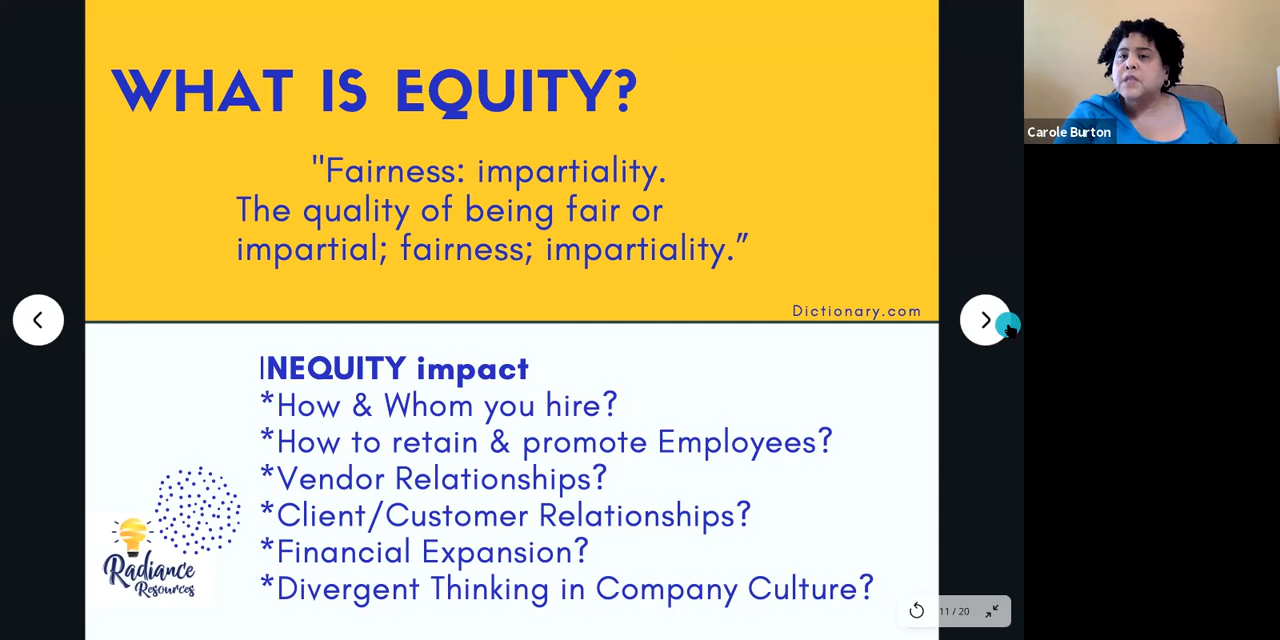 WHAT IS EQUITY?
"Fairness: impartiality.
The quality of being fair or
impartial; fairness; impartiality.”
Dictionary.com
INEQUITY impact
*How & Whom you hire?
*How to retain & promote Employees?
*Vendor Relationships?
*Client/Customer Relationships?
*Financial Expansion?
*Divergent Thinking in Company Culture?
Radiance
Resources
11 / 20
Carole Burton